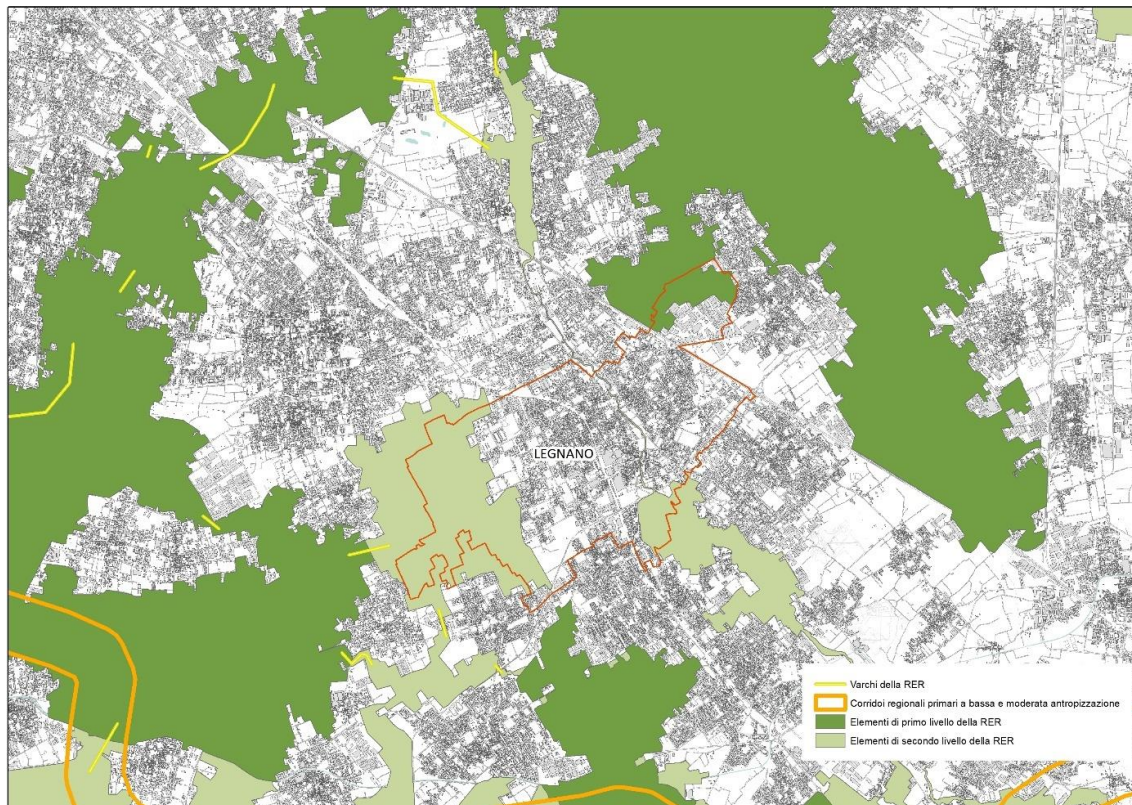 LEGNANO
Varchi della RER
Corridoi regionali primari a bassa e moderata antropizzazione
Elementi di primo livello della RER
Elementi di secondo livello della RER